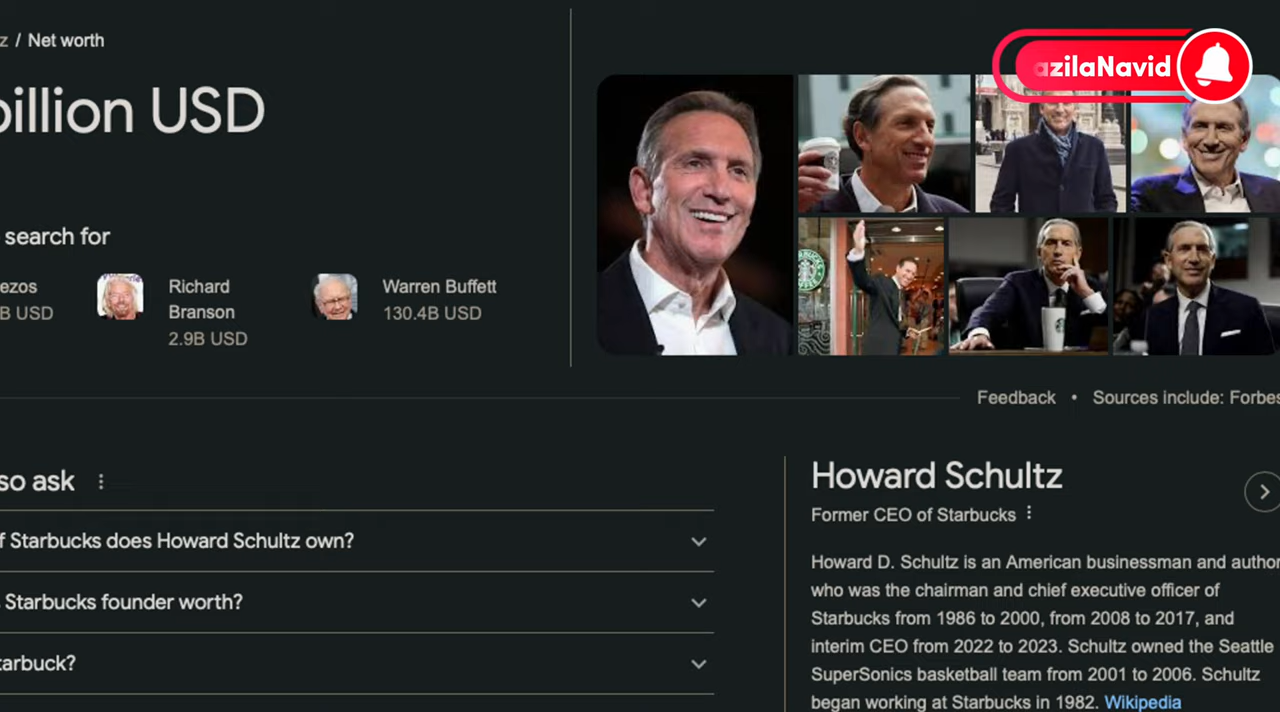 z / Net worth
billion USD
search for
ezos
B USD
Richard
Branson
2.9B USD
Warren Buffett
130.4B USD
azilaNavid
Feedback • Sources include: Forbes
so ask
f Starbucks does Howard Schultz own?
Starbucks founder worth?
tarbuck?
Howard Schultz
Former CEO of Starbucks
Howard D. Schultz is an American businessman and author
who was the chairman and chief executive officer of
Starbucks from 1986 to 2000, from 2008 to 2017, and
interim CEO from 2022 to 2023. Schultz owned the Seattle
SuperSonics basketball team from 2001 to 2006. Schultz
began working at Starbucks in 1982. Wikipedia